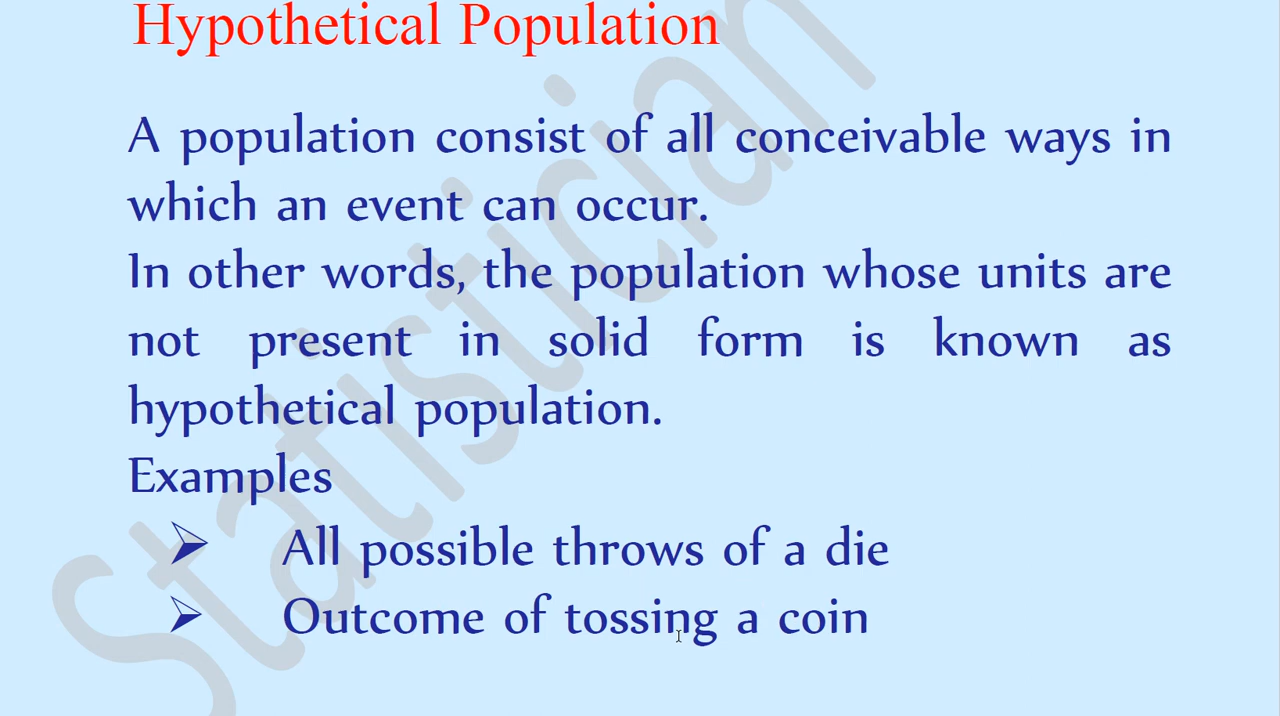 Hypothetical Population
A population consist of all conceivable ways in
which an event can occur.
In other words, the population whose units are
not present in solid form is known as
hypothetical population.
Examples
➢ All possible throws of a die
➢ Outcome of tossing a coin
Statistician